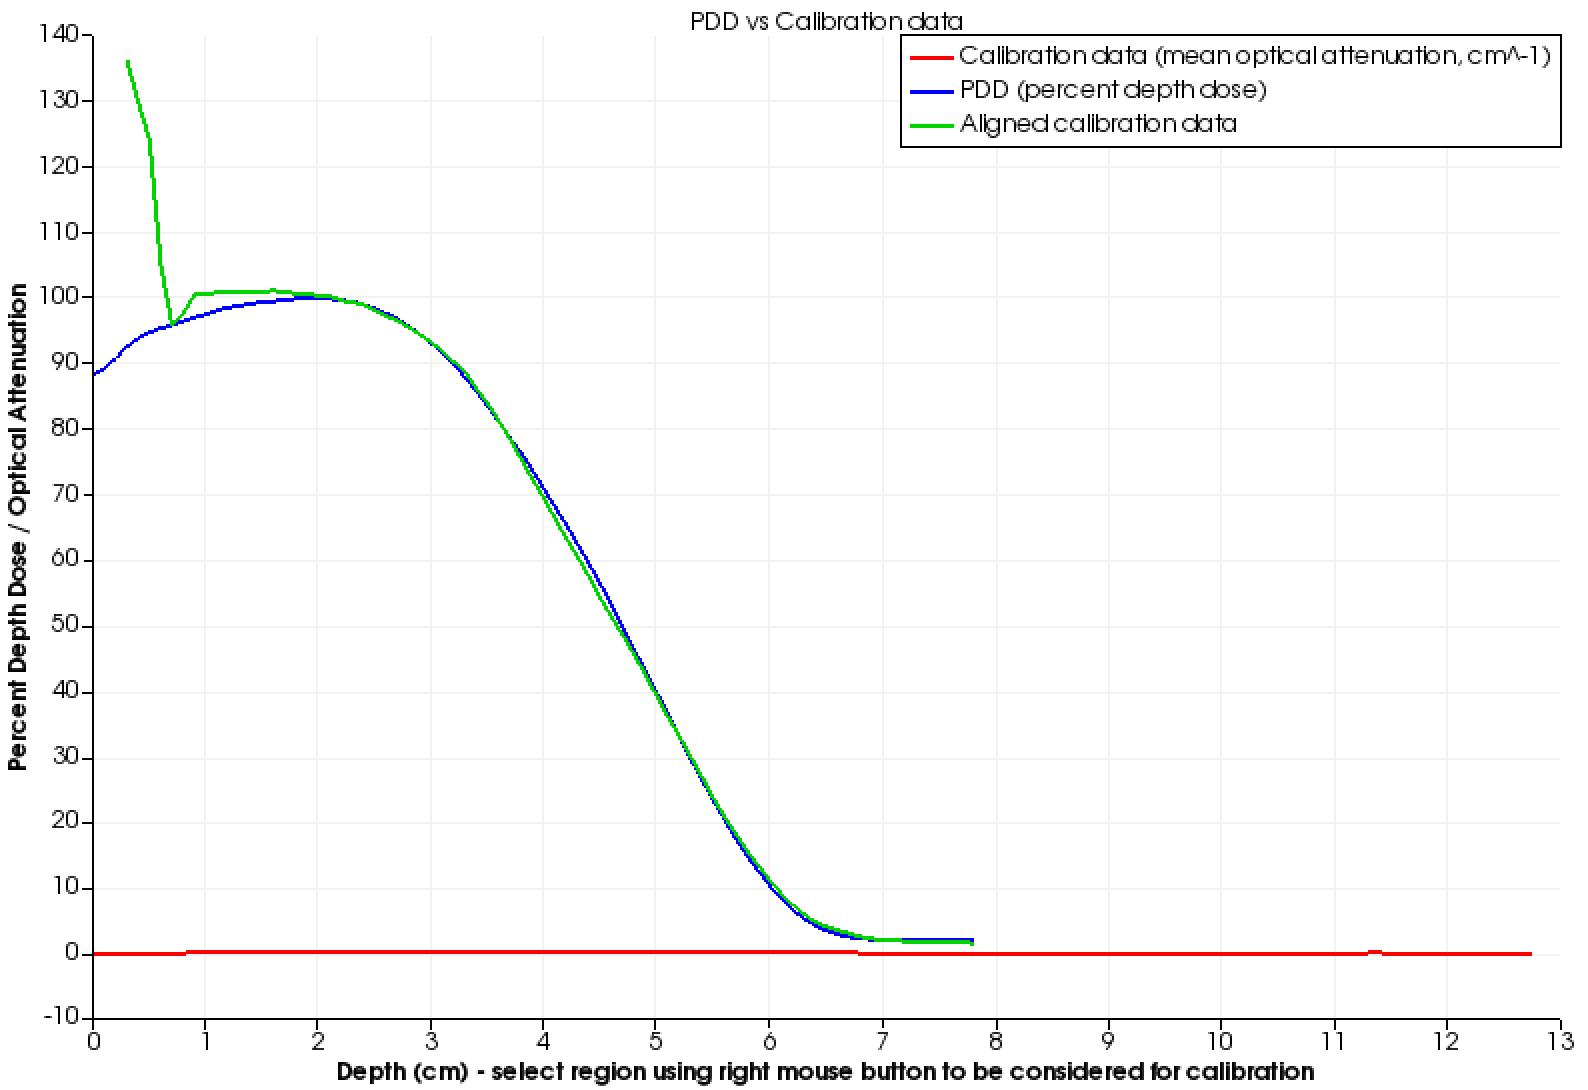 PDD vs Calibration data
Calibration data (mean optical attenuation, cm^-1)
PDD (percent depth dose)
Aligned calibration data
Percent Depth Dose / Optical Attenuation
140
130
120
110
100
90
80
70
60
50
40
30
20
10
0
-10
0 1 2 3 4 5 6 7 8 9 10 11 12 13
Depth (cm) - select region using right mouse button to be considered for calibration